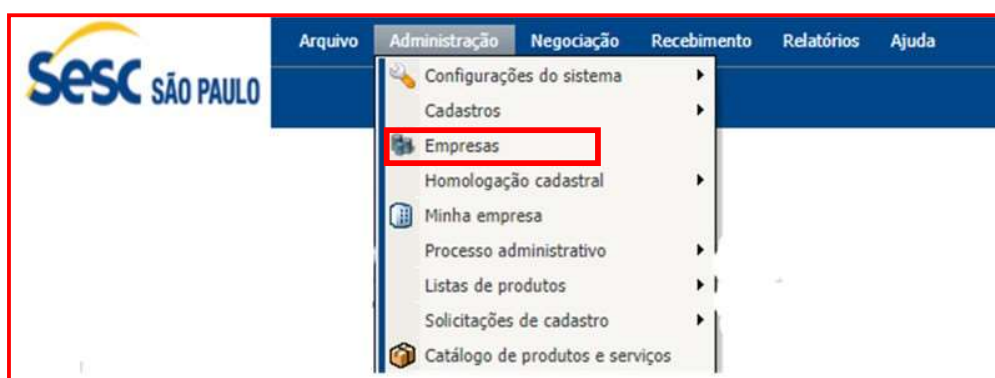 Sesc SÃO PAULO
Arquivo Administração Negociação Recebimento Relatórios Ajuda
Configurações do sistema
Cadastros
Empresas
Homologação cadastral
Minha empresa
Processo administrativo
Listas de produtos
Solicitações de cadastro
Catálogo de produtos e serviços